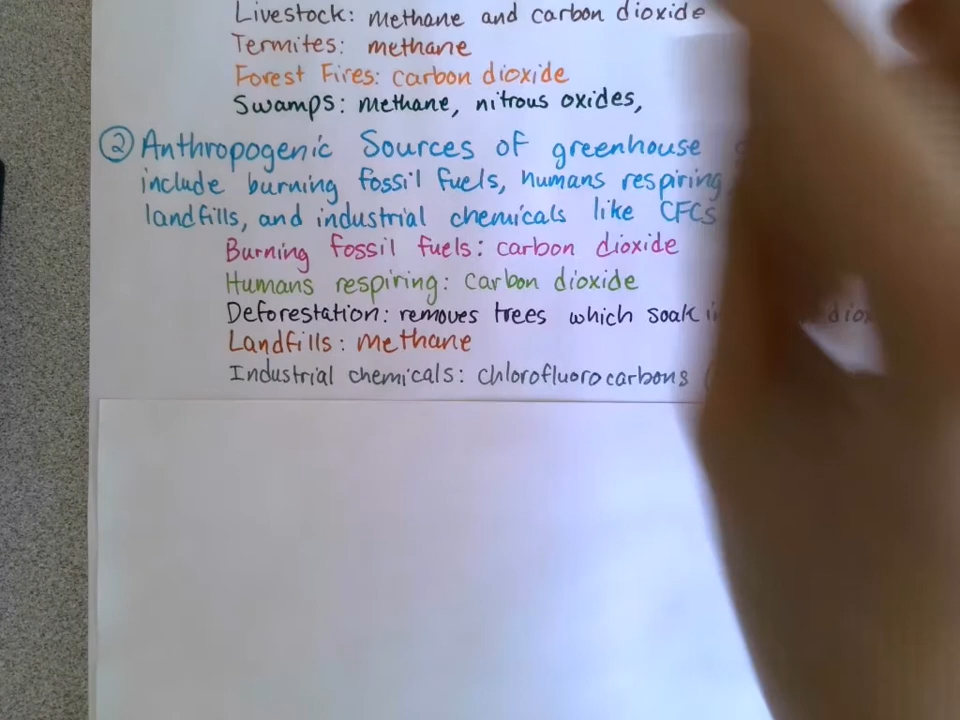 Livestock: methane and carbon dioxide
Termites: methane
Forest Fires: carbon dioxide
Swamps: methane, nitrous oxides,
② Anthropogenic Sources of greenhouse
include burning fossil fuels, humans respiring
landfills, and industrial chemicals like CFCs
Burning fossil fuels: carbon dioxide
Humans respiring: carbon dioxide
Deforestation: removes trees which soak
Landfills: methane
Industrial chemicals: chlorofluorocarbons